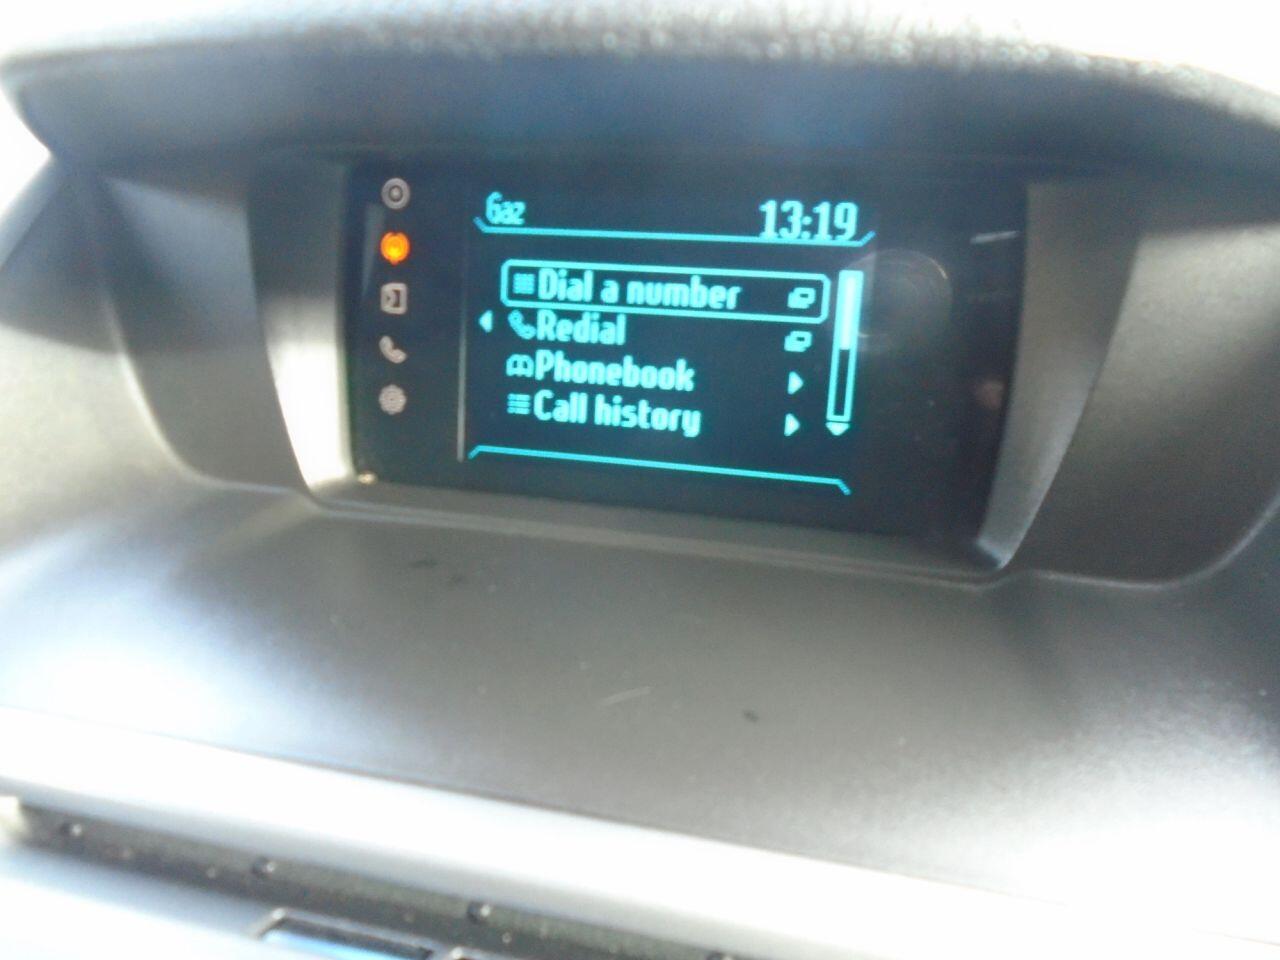 Gaz 13:19
Dial a number
Redial
Phonebook
Call history